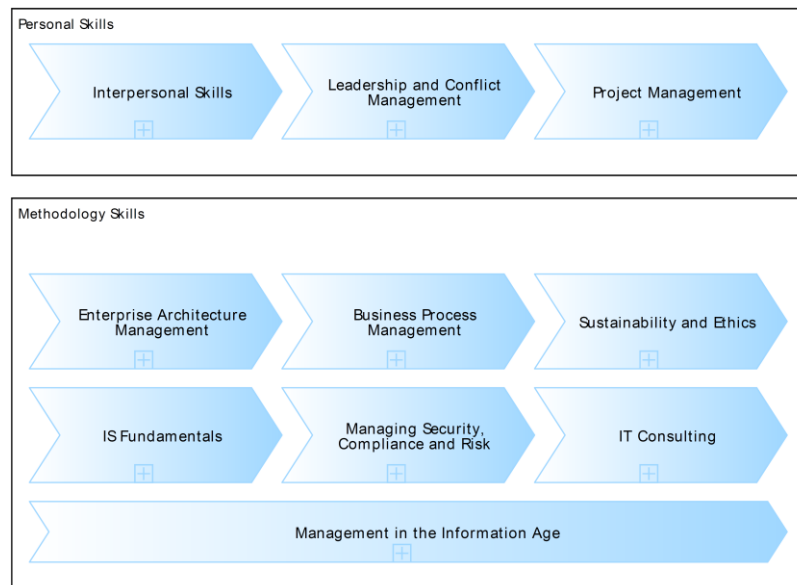 Personal Skills
Interpersonal Skills
Leadership and Conflict
Management
Project Management
Methodology Skills
Enterprise Architecture
Management
Business Process
Management
Sustainability and Ethics
IS Fundamentals
Managing Security,
Compliance and Risk
IT Consulting
Management in the Information Age